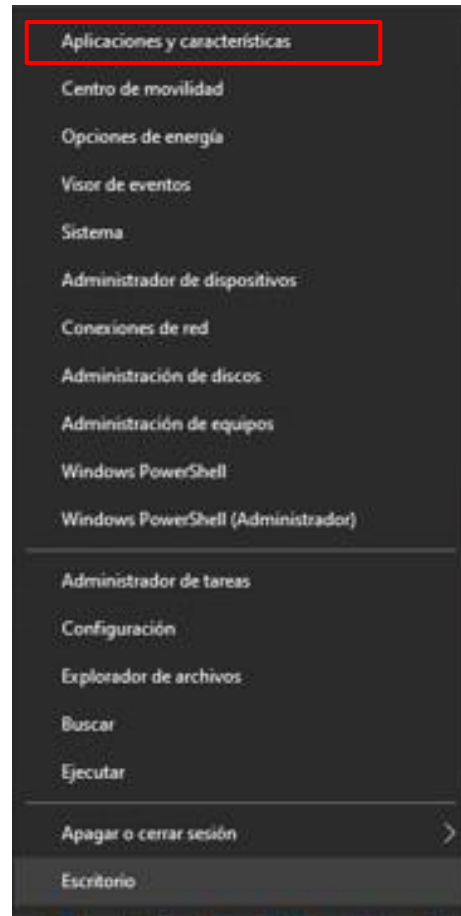 Aplicaciones y características
Centro de movilidad
Opciones de energía
Visor de eventos
Sistema
Administrador de dispositivos
Conexiones de red
Administración de discos
Administración de equipos
Windows PowerShell
Windows PowerShell (Administrador)
Administrador de tareas
Configuración
Explorador de archivos
Buscar
Ejecutar
Apagar o cerrar sesión
Escritorio